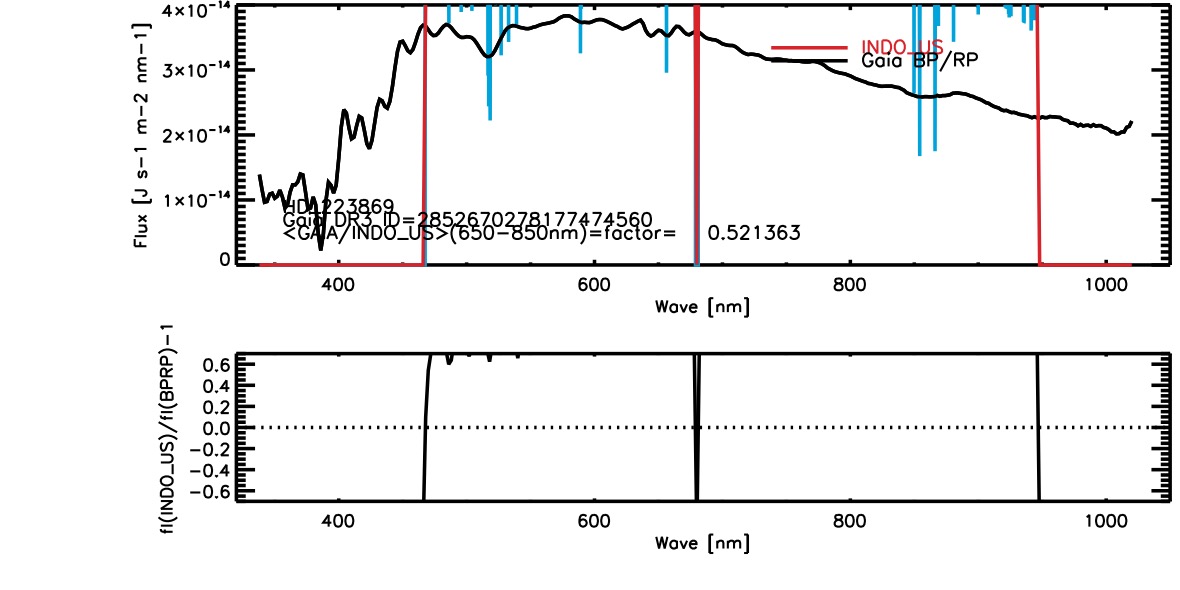 4×10−14
3×10−14
2×10−14
1×10−14
0
Flux [J s−1 m−2 nm−1]
INDO_US
Gaia BP/RP
HD 223869
Gaia DR3 ID=2852670278177474560
<GAIA/INDO_US>(650−850nm)=factor= 0.521363
400 600 800 1000
Wave [nm]
0.6
0.4
0.2
0.0
−0.2
−0.4
−0.6
fl(INDO_US)/fl(BPRP)−1
400 600 800 1000
Wave [nm]